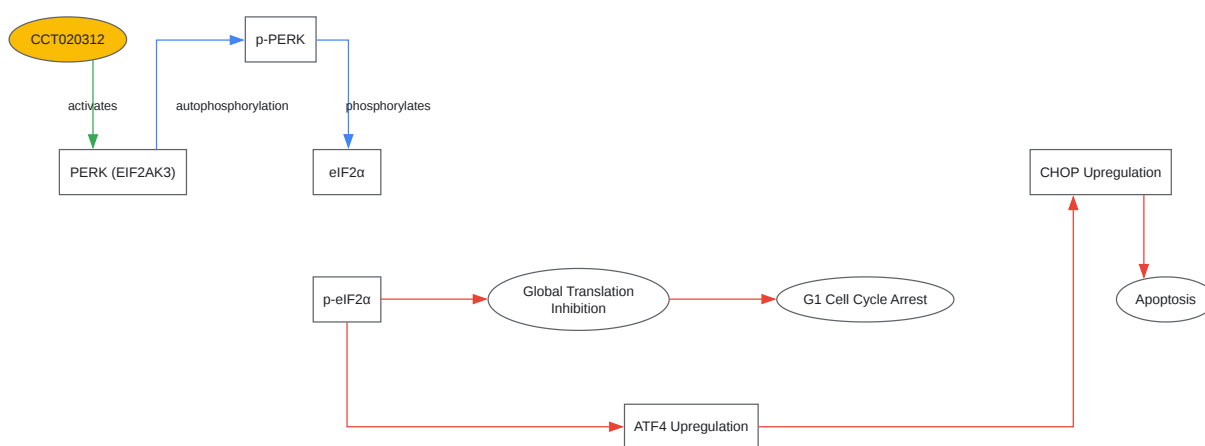 CCT020312
p-PERK
activates
autophosphorylation
phosphorylates
PERK (EIF2AK3)
eIF2α
CHOP Upregulation
p-eIF2α
Global Translation
Inhibition
G1 Cell Cycle Arrest
Apoptosis
ATF4 Upregulation